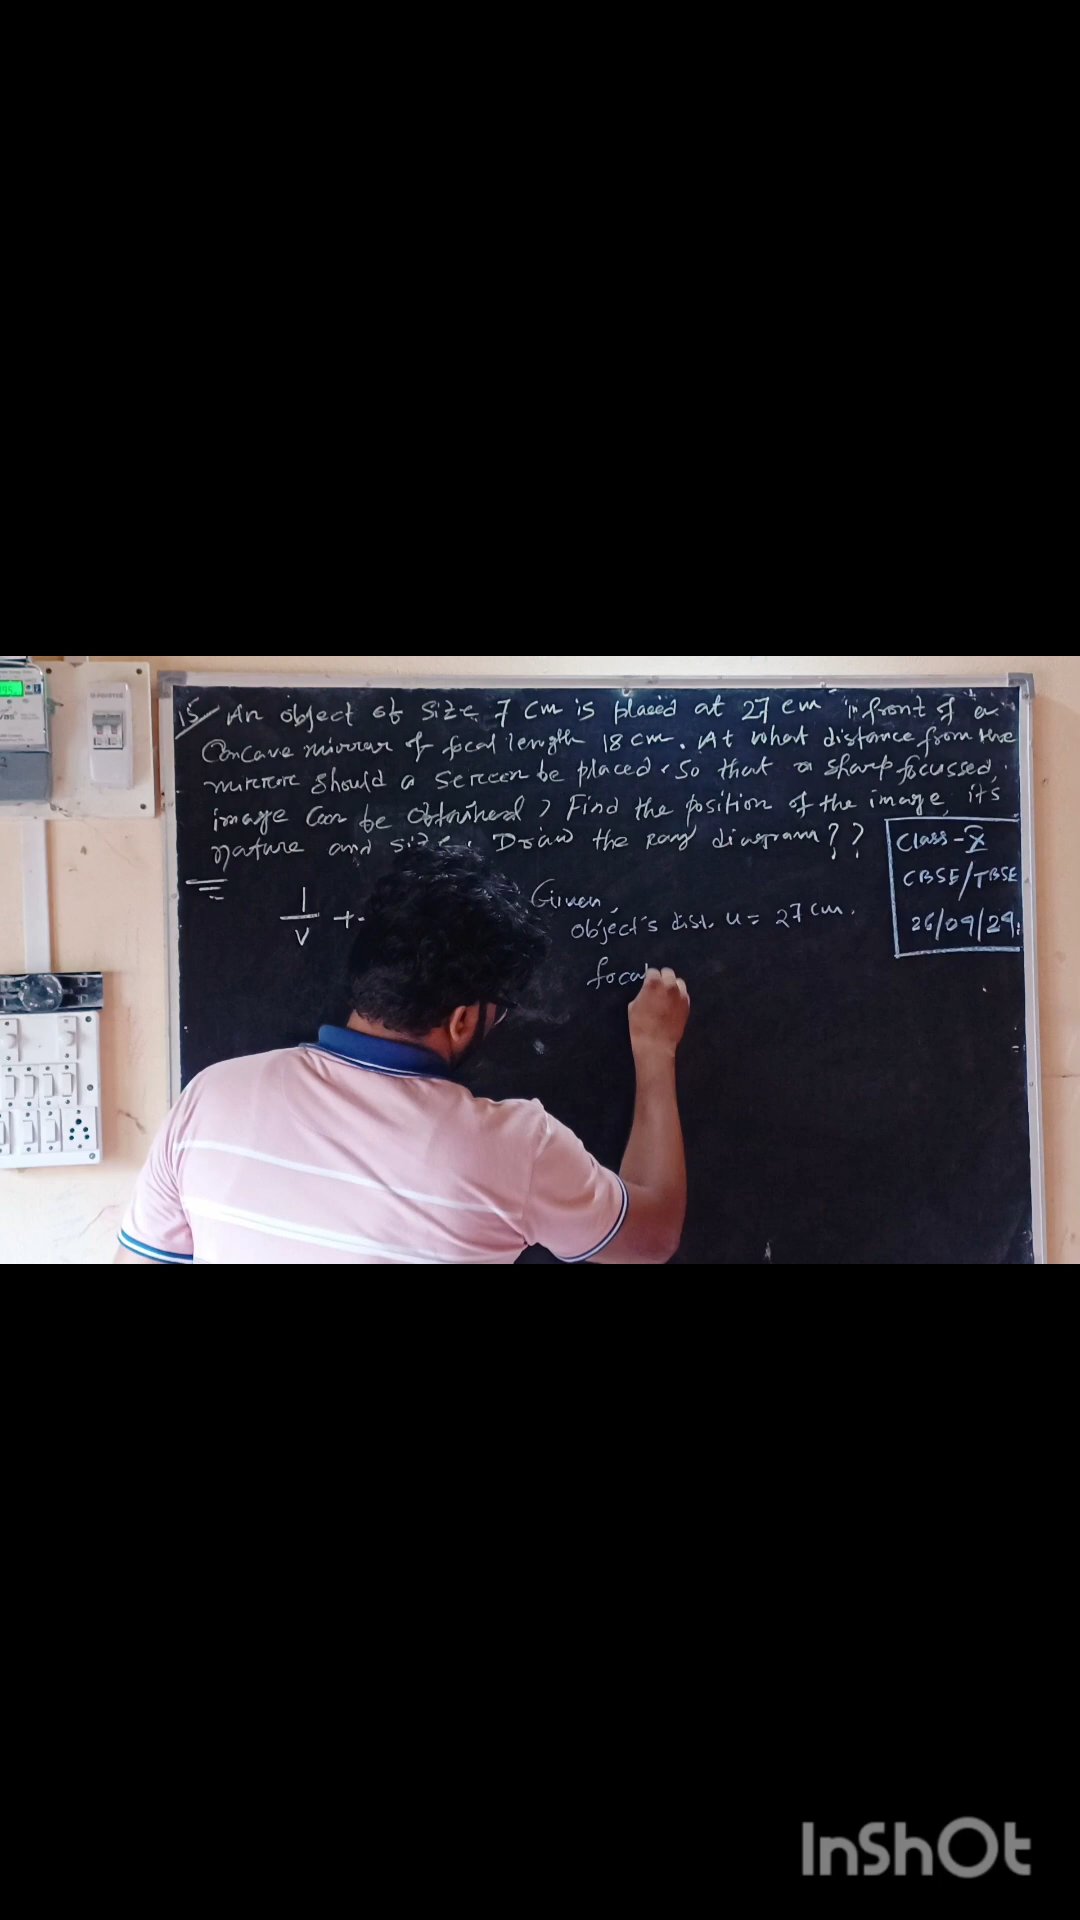 15 An object of size 7 cm is placed at 27 cm in front of a
Concave mirror of focal length 18 cm. At what distance from the
mirror should a screen be placed. So that a sharp focussed
image can be obtained? Find the position of the image, its
nature and size. Draw the Ray diagram??
Class-X
CBSE/TBSE
26/09/24.
1/v +
Given,
object's dist. u = 27 cm.
focal
InShOt